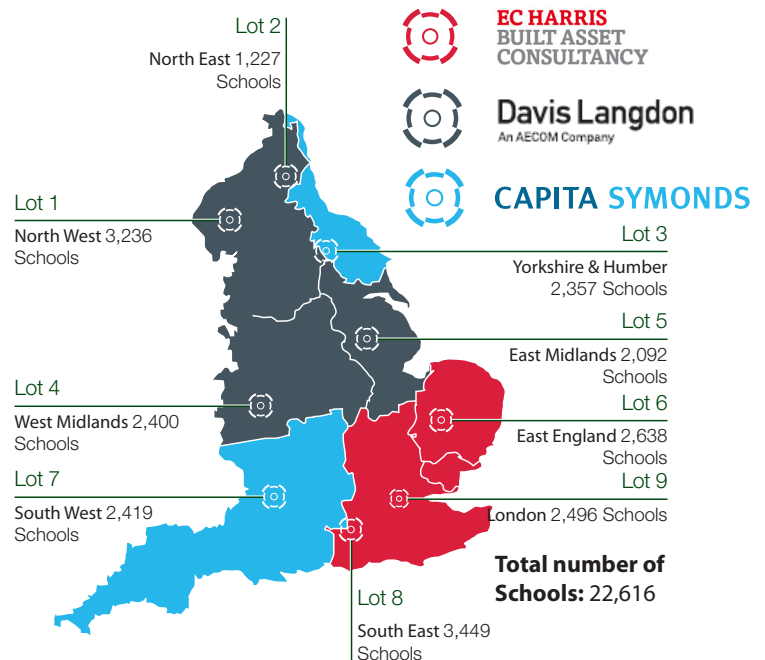 Lot 2
North East 1,227
Schools
EC HARRIS
BUILT ASSET
CONSULTANCY
Davis Langdon
An AECOM Company
CAPITA SYMONDS
Lot 1
North West 3,236
Schools
Lot 3
Yorkshire & Humber
2,357 Schools
Lot 5
East Midlands 2,092
Schools
Lot 4
West Midlands 2,400
Schools
Lot 6
East England 2,638
Schools
Lot 7
South West 2,419
Schools
Lot 9
London 2,496 Schools
Total number of
Schools: 22,616
Lot 8
South East 3,449
Schools